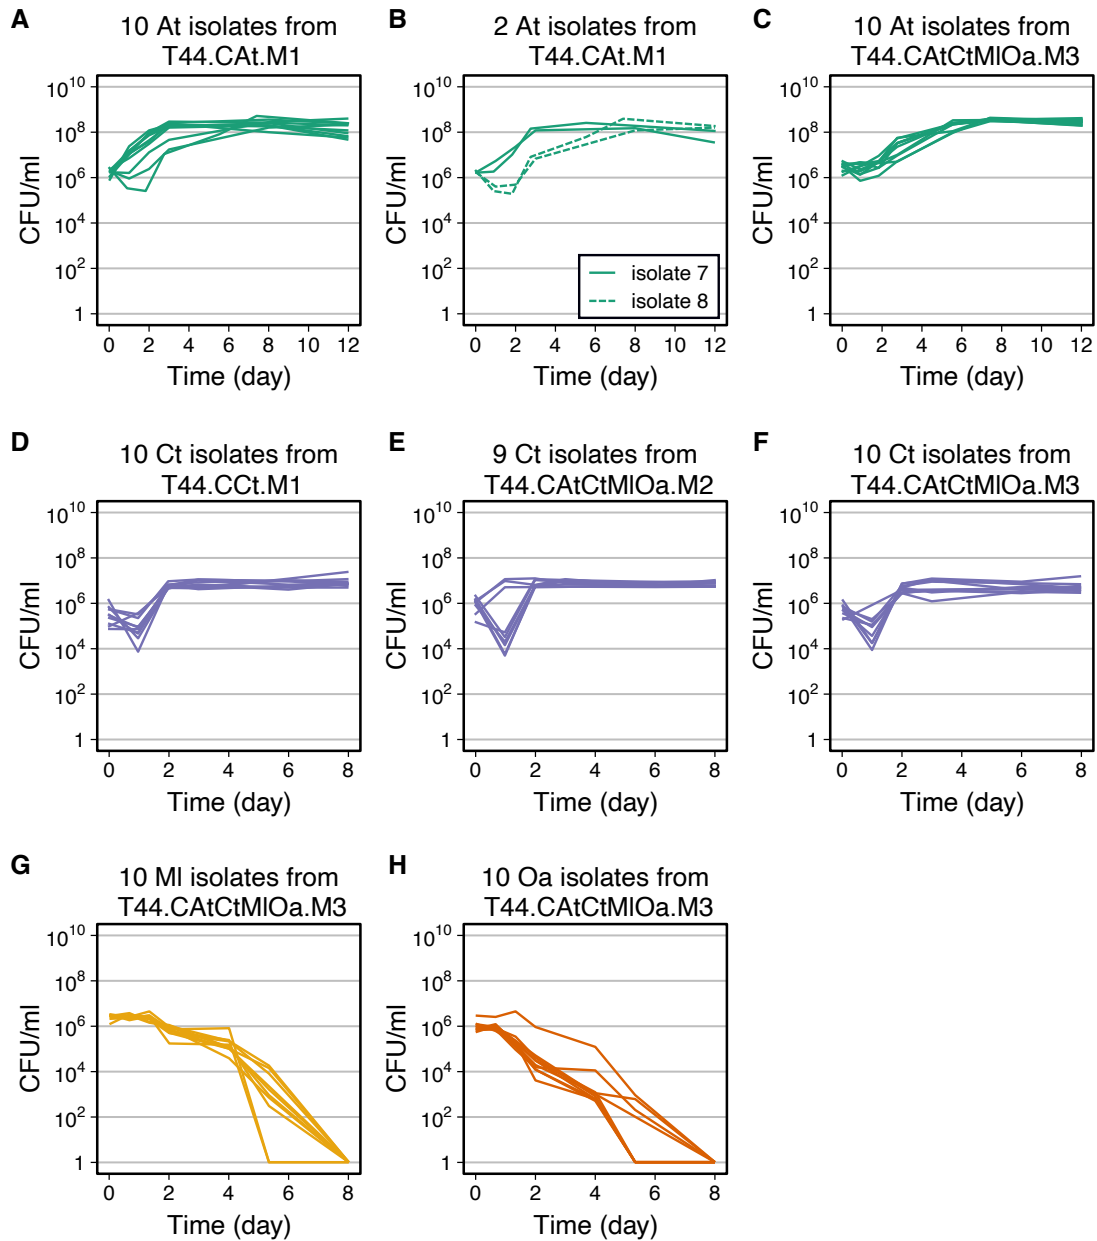 A
10 At isolates from
T44.CAt.M1
10^10
10^8
10^6
10^4
10^2
1
CFU/ml
0 2 4 6 8 10 12
Time (day)
B
2 At isolates from
T44.CAt.M1
10^10
10^8
10^6
10^4
10^2
1
CFU/ml
isolate 7
isolate 8
0 2 4 6 8 10 12
Time (day)
C
10 At isolates from
T44.CAtCtMlOa.M3
10^10
10^8
10^6
10^4
10^2
1
CFU/ml
0 2 4 6 8 10 12
Time (day)
D
10 Ct isolates from
T44.CCt.M1
10^10
10^8
10^6
10^4
10^2
1
CFU/ml
0 2 4 6 8
Time (day)
E
9 Ct isolates from
T44.CAtCtMlOa.M2
10^10
10^8
10^6
10^4
10^2
1
CFU/ml
0 2 4 6 8
Time (day)
F
10 Ct isolates from
T44.CAtCtMlOa.M3
10^10
10^8
10^6
10^4
10^2
1
CFU/ml
0 2 4 6 8
Time (day)
G
10 Ml isolates from
T44.CAtCtMlOa.M3
10^10
10^8
10^6
10^4
10^2
1
CFU/ml
0 2 4 6 8
Time (day)
H
10 Oa isolates from
T44.CAtCtMlOa.M3
10^10
10^8
10^6
10^4
10^2
1
CFU/ml
0 2 4 6 8
Time (day)